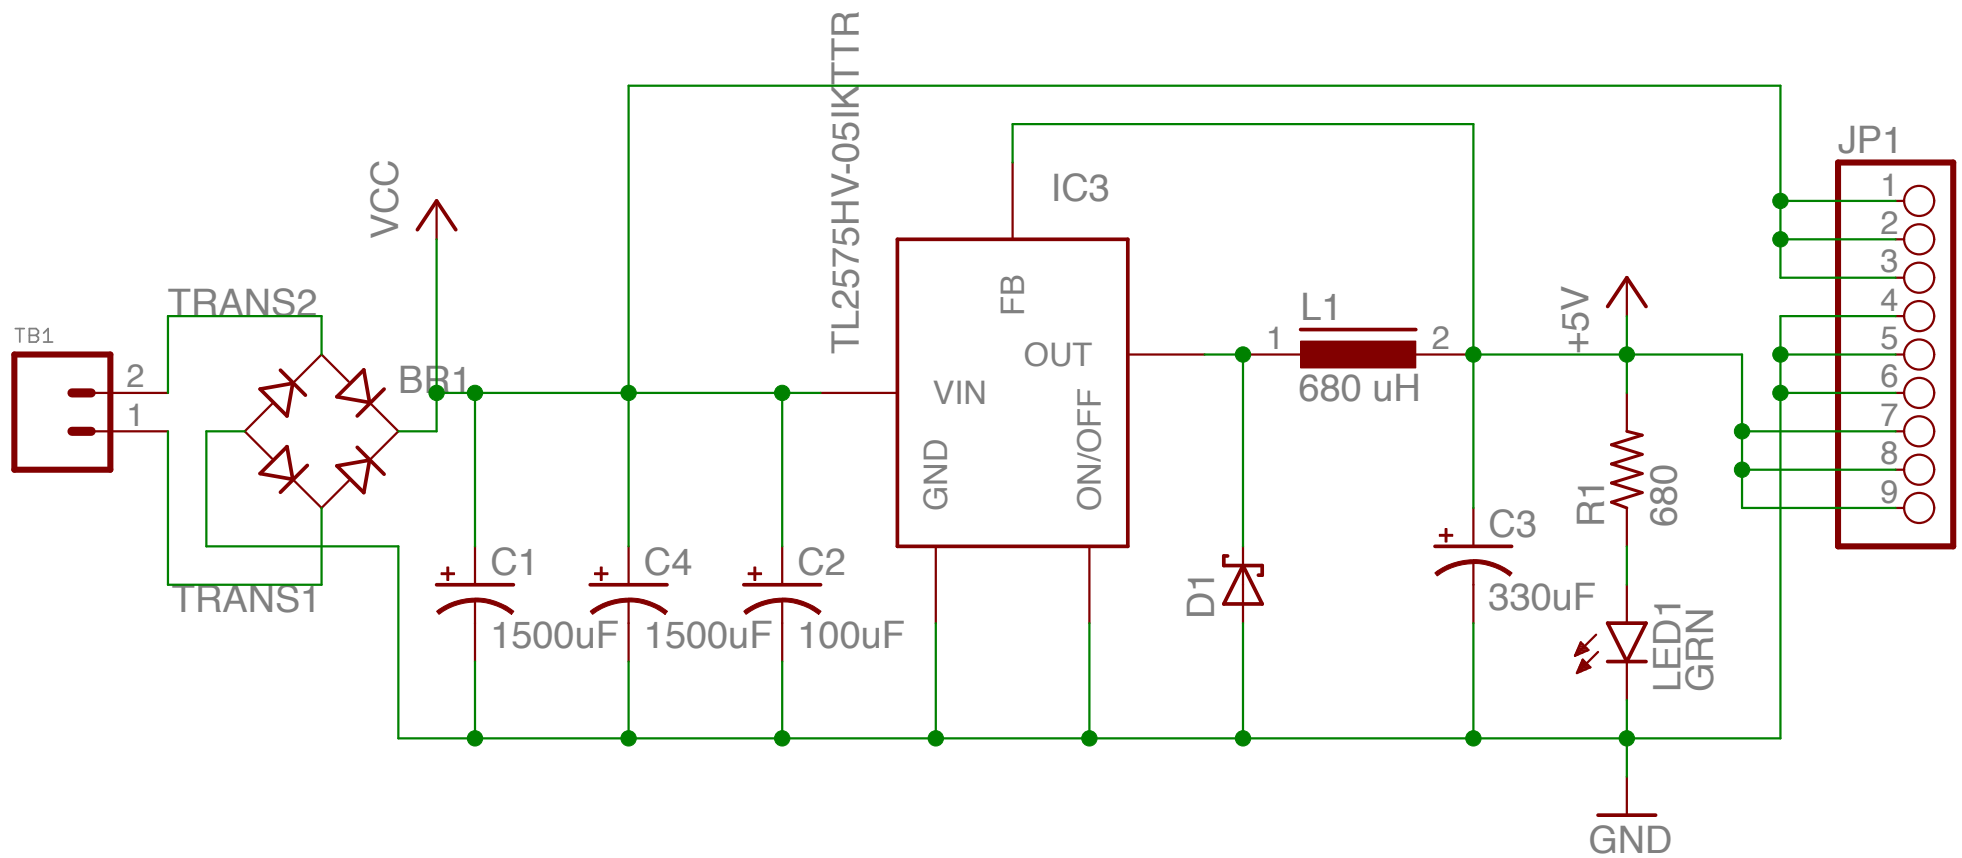 TL2575HV-05IKTTR
JP1
VCC
IC3
1
2
3
4
5
6
7
8
9
TRANS2
TB1
2
1
BR1
FB
OUT
VIN
GND
ON/OFF
L1
1
2
680 uH
+5V
R1
680
C1
1500uF
C4
1500uF
C2
100uF
D1
C3
330uF
LED1
GRN
TRANS1
GND